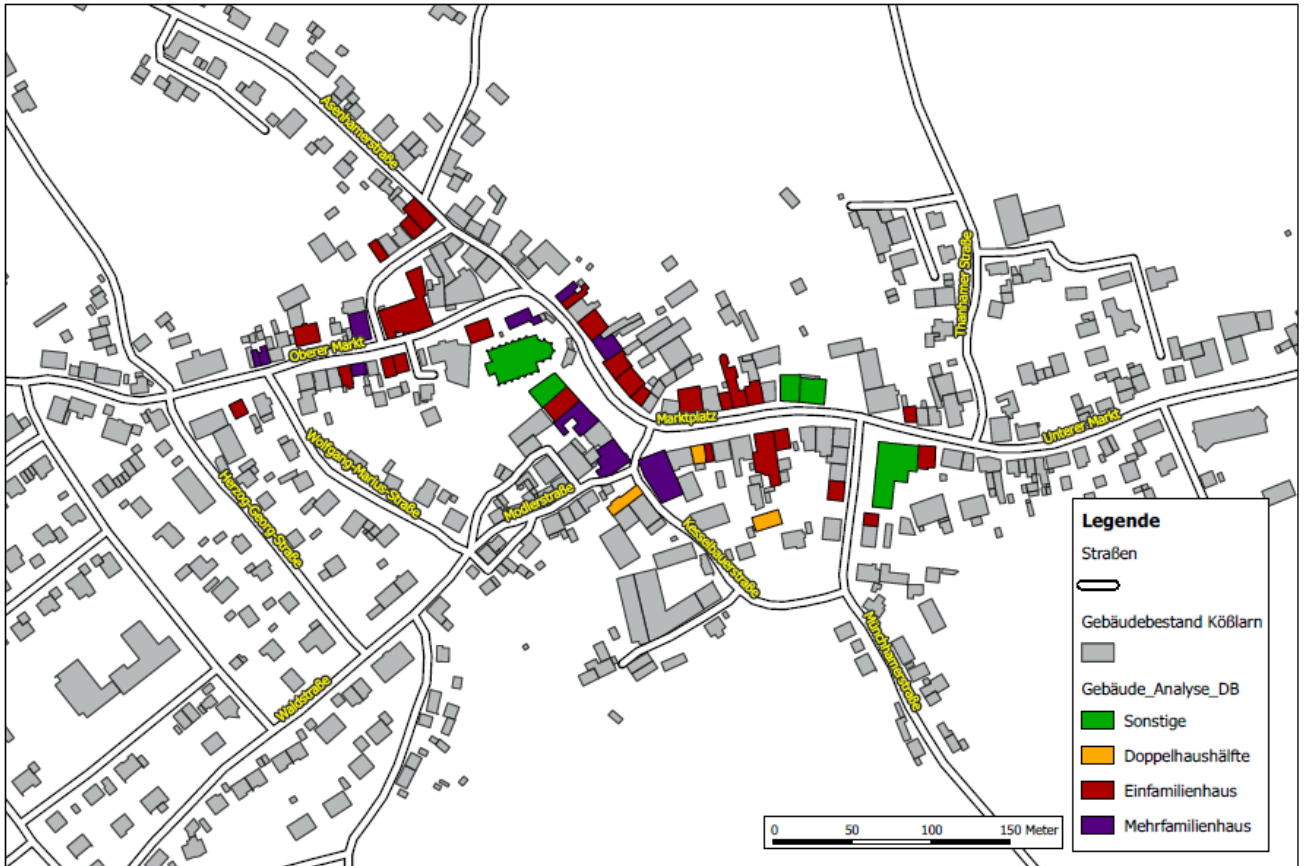 Asenhamerstraße
Thanhamer Straße
Oberer Markt
Marktplatz
Unterer Markt
Wolfgang-Marius-Straße
Herzog-Georg-Straße
Modlerstraße
Kesselbauerstraße
Münchhamerstraße
Waldstraße
Legende
Straßen
Gebäudebestand Kößlarn
Gebäude_Analyse_DB
Sonstige
Doppelhaushälfte
Einfamilienhaus
Mehrfamilienhaus
0 50 100 150 Meter